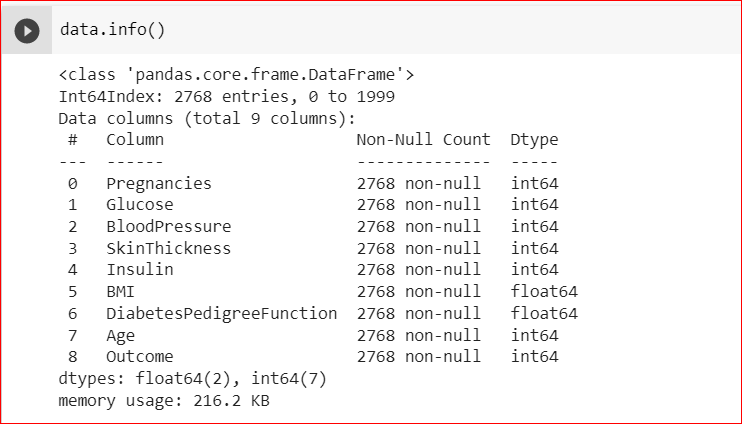 data.info()
<class 'pandas.core.frame.DataFrame'>
Int64Index: 2768 entries, 0 to 1999
Data columns (total 9 columns):
 #   Column                    Non-Null Count  Dtype
---  ------                    --------------  -----
 0   Pregnancies               2768 non-null   int64
 1   Glucose                   2768 non-null   int64
 2   BloodPressure             2768 non-null   int64
 3   SkinThickness             2768 non-null   int64
 4   Insulin                   2768 non-null   int64
 5   BMI                       2768 non-null   float64
 6   DiabetesPedigreeFunction  2768 non-null   float64
 7   Age                       2768 non-null   int64
 8   Outcome                   2768 non-null   int64
dtypes: float64(2), int64(7)
memory usage: 216.2 KB